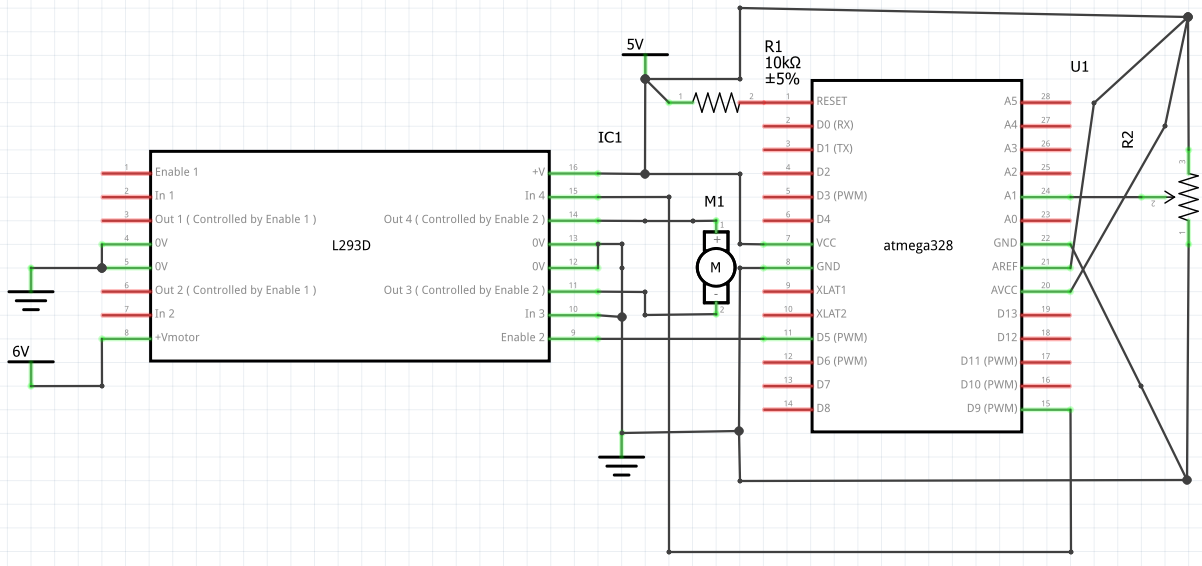 5V
R1
10kΩ
±5%
U1
IC1
R2
1 2
3
2
1
L293D
1 Enable 1
2 In 1
3 Out 1 ( Controlled by Enable 1 )
4 0V
5 0V
6 Out 2 ( Controlled by Enable 1 )
7 In 2
8 +Vmotor
+V 16
In 4 15
Out 4 ( Controlled by Enable 2 ) 14
0V 13
0V 12
Out 3 ( Controlled by Enable 2 ) 11
In 3 10
Enable 2 9
6V
M1
1
+
M
-
2
atmega328
1 RESET
2 D0 (RX)
3 D1 (TX)
4 D2
5 D3 (PWM)
6 D4
7 VCC
8 GND
9 XLAT1
10 XLAT2
11 D5 (PWM)
12 D6 (PWM)
13 D7
14 D8
A5 28
A4 27
A3 26
A2 25
A1 24
A0 23
GND 22
AREF 21
AVCC 20
D13 19
D12 18
D11 (PWM) 17
D10 (PWM) 16
D9 (PWM) 15